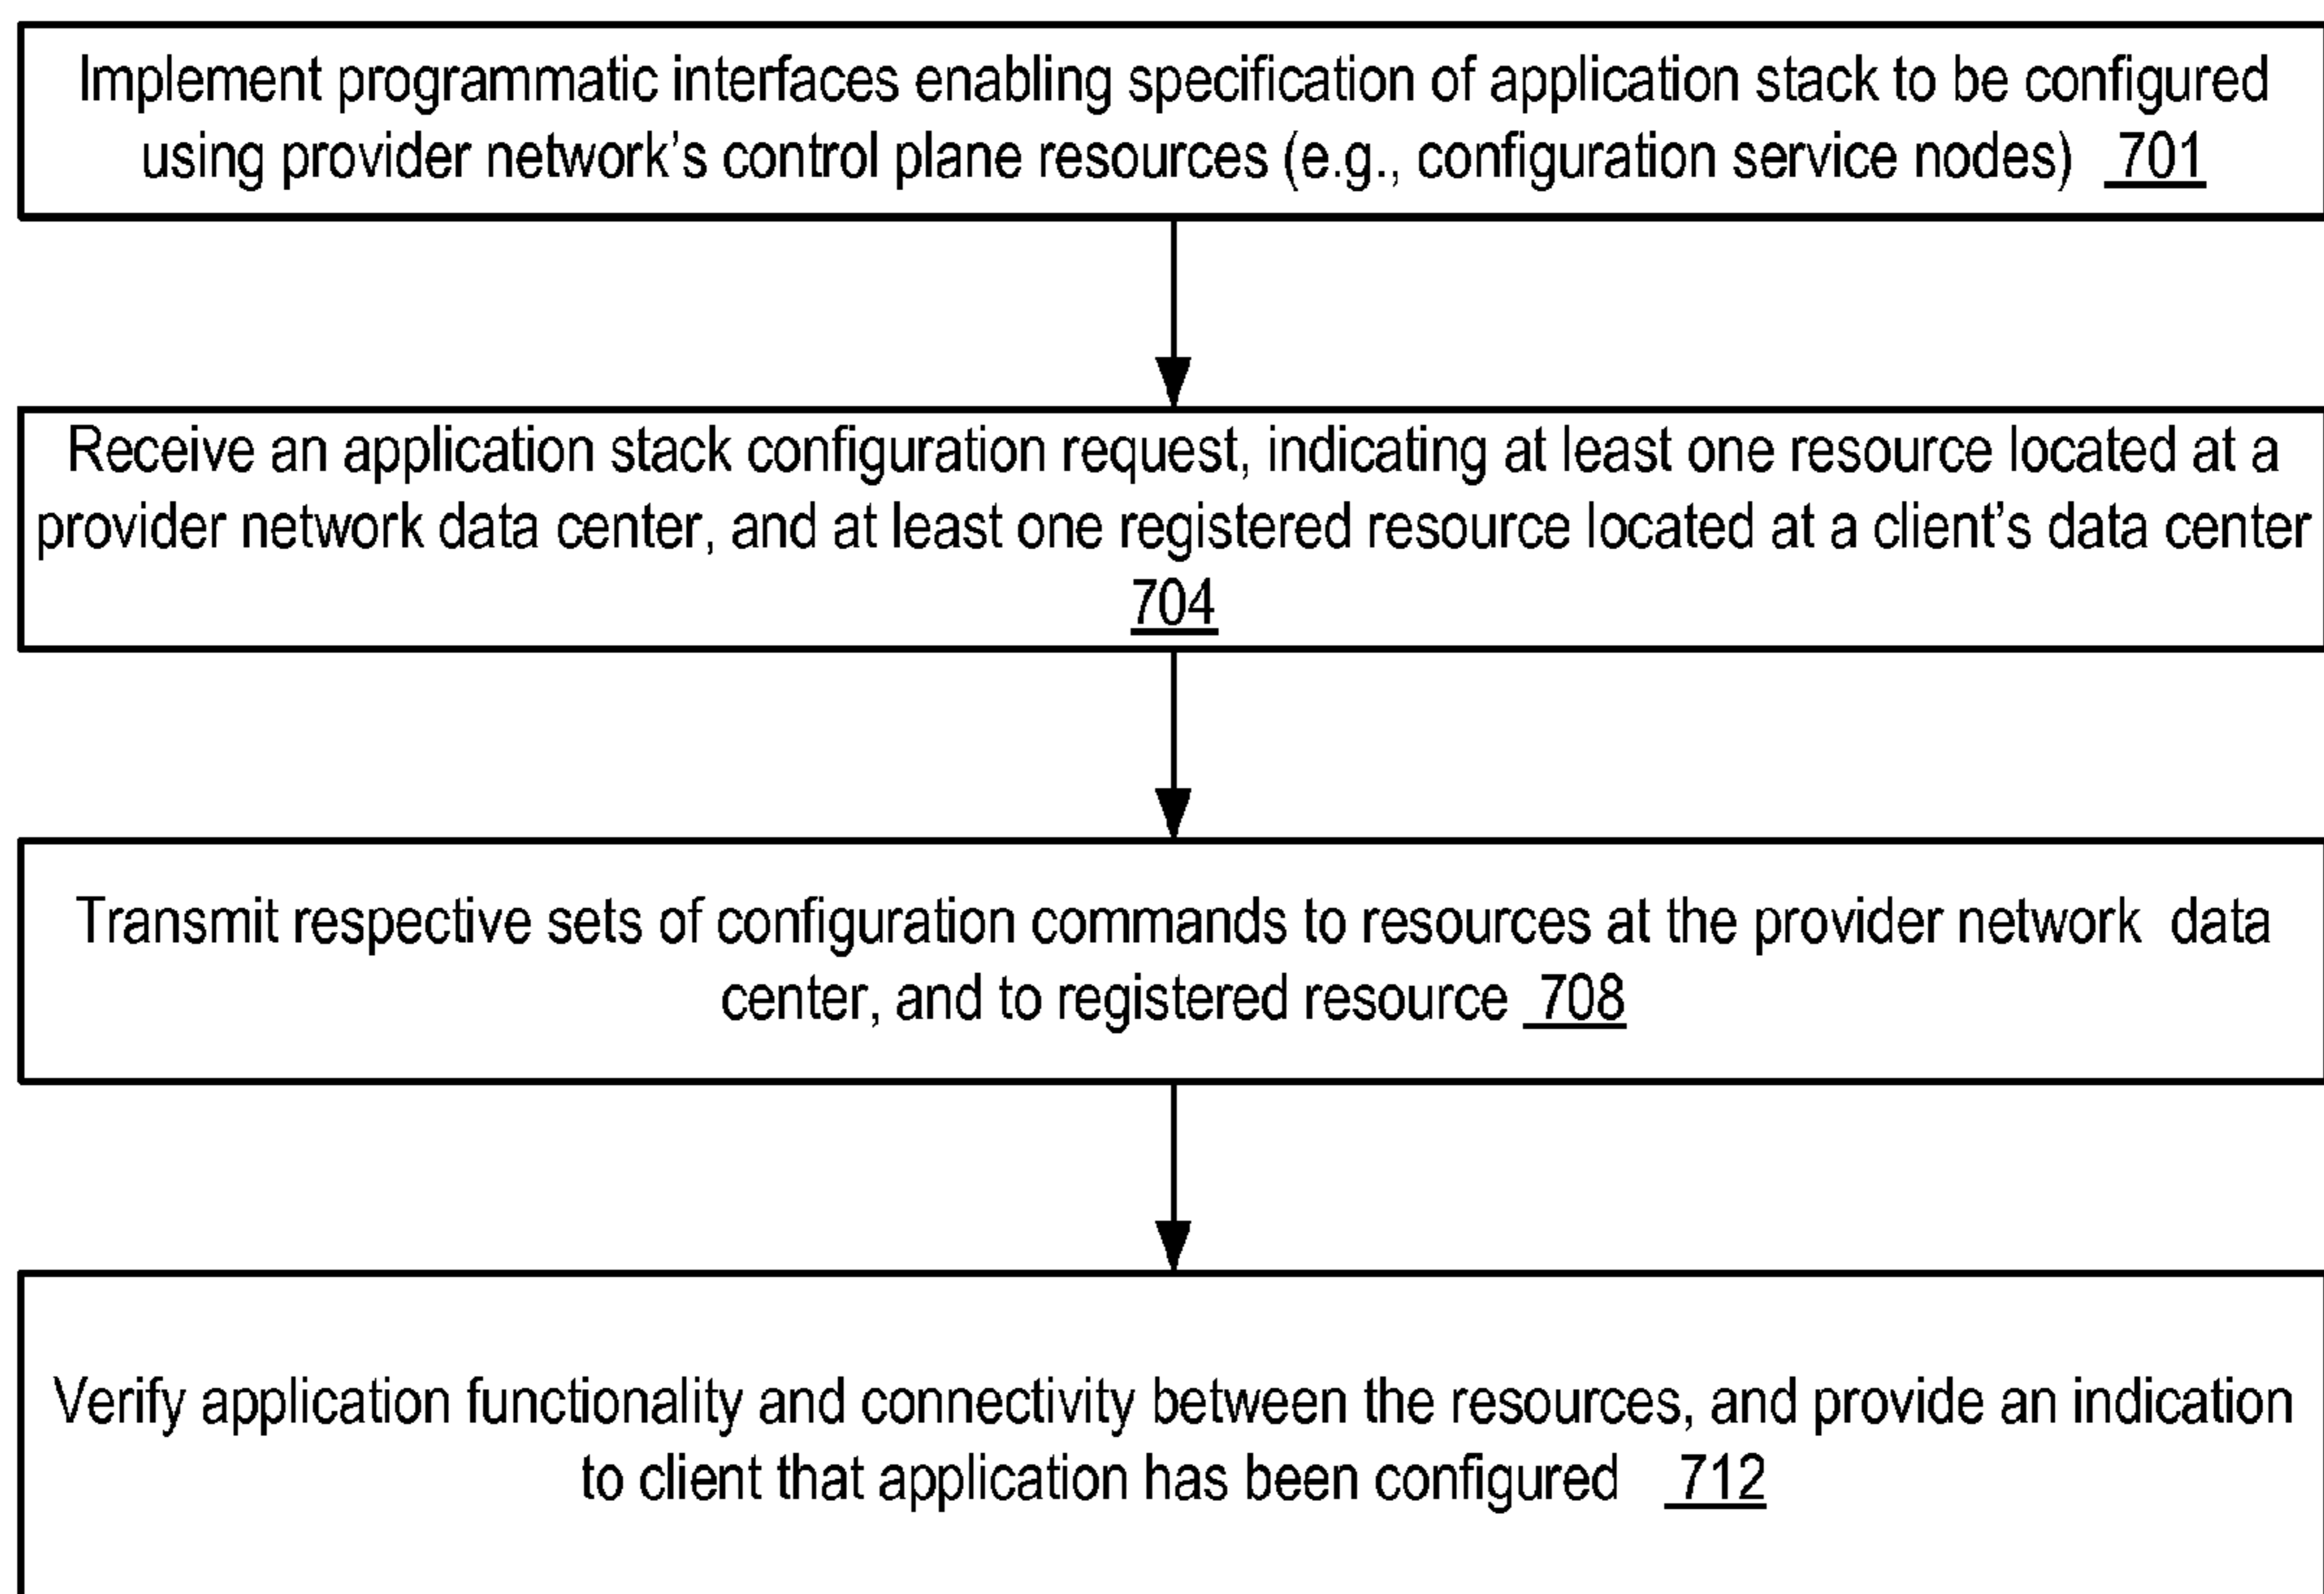 Implement programmatic interfaces enabling specification of application stack to be configured
using provider network's control plane resources (e.g., configuration service nodes) 701
Receive an application stack configuration request, indicating at least one resource located at a
provider network data center, and at least one registered resource located at a client's data center
704
Transmit respective sets of configuration commands to resources at the provider network data
center, and to registered resource 708
Verify application functionality and connectivity between the resources, and provide an indication
to client that application has been configured 712